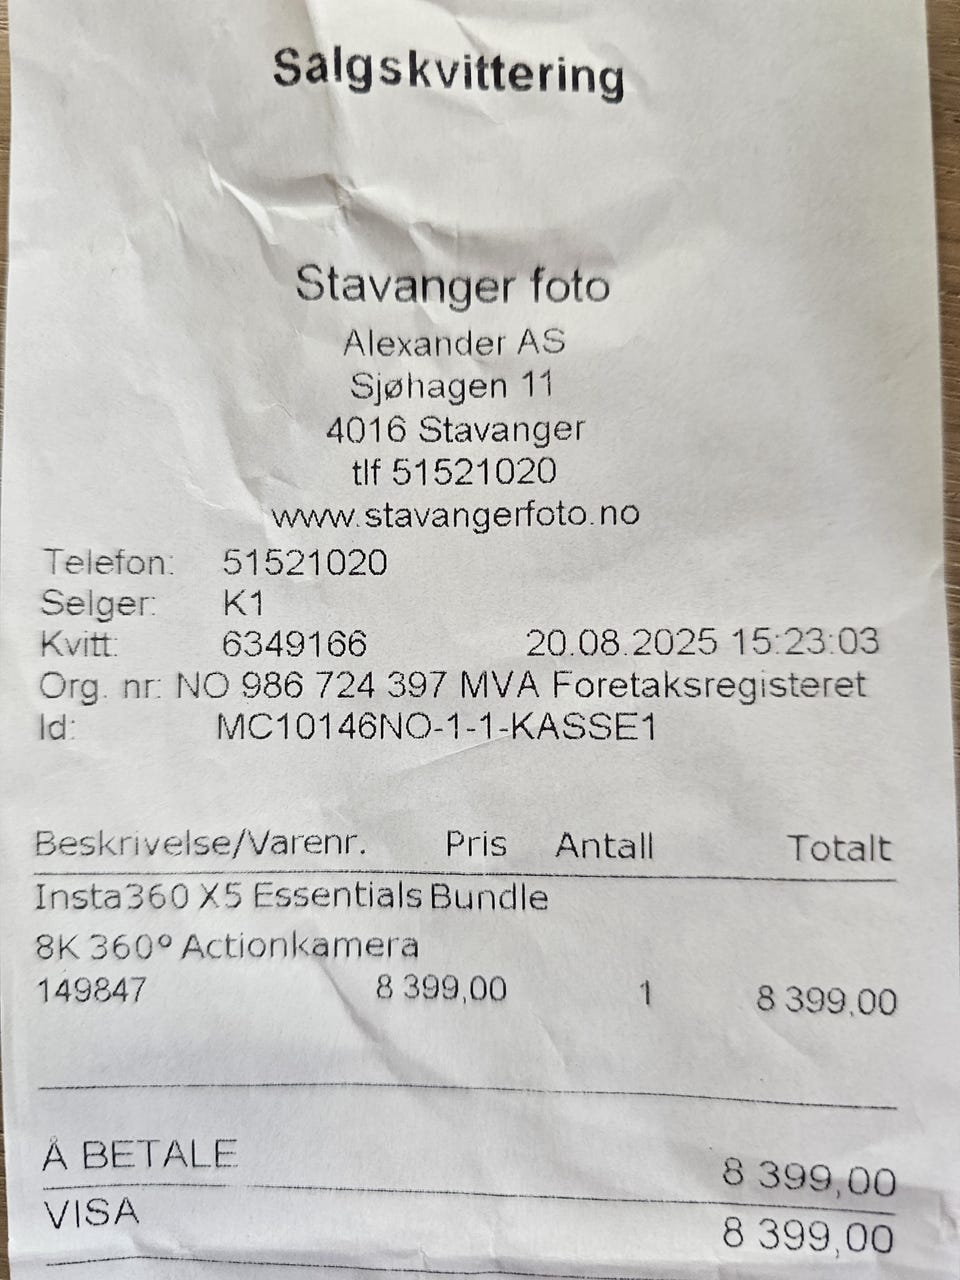 Salgskvittering
Stavanger foto
Alexander AS
Sjøhagen 11
4016 Stavanger
tlf 51521020
www.stavangerfoto.no
Telefon: 51521020
Selger: K1
Kvitt: 6349166 20.08.2025 15:23:03
Org. nr: NO 986 724 397 MVA Foretaksregisteret
Id: MC10146NO-1-1-KASSE1
Beskrivelse/Varenr. Pris Antall Totalt
Insta360 X5 Essentials Bundle
8K 360º Actionkamera
149847 8 399,00 1 8 399,00
Å BETALE 8 399,00
VISA 8 399,00